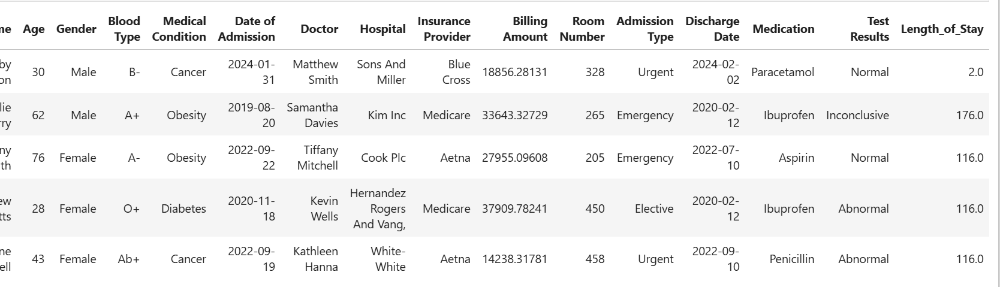 me Age Gender Blood Type Medical Condition Date of Admission Doctor Hospital Insurance Provider Billing Amount Room Number Admission Type Discharge Date Medication Test Results Length_of_Stay
by on 30 Male B- Cancer 2024-01-31 Matthew Smith Sons And Miller Blue Cross 18856.28131 328 Urgent 2024-02-02 Paracetamol Normal 2.0
lie rry 62 Male A+ Obesity 2019-08-20 Samantha Davies Kim Inc Medicare 33643.32729 265 Emergency 2020-02-12 Ibuprofen Inconclusive 176.0
ny th 76 Female A- Obesity 2022-09-22 Tiffany Mitchell Cook Plc Aetna 27955.09608 205 Emergency 2022-07-10 Aspirin Normal 116.0
ew tts 28 Female O+ Diabetes 2020-11-18 Kevin Wells Hernandez Rogers And Vang, Medicare 37909.78241 450 Elective 2020-02-12 Ibuprofen Abnormal 116.0
ne ell 43 Female Ab+ Cancer 2022-09-19 Kathleen Hanna White-White Aetna 14238.31781 458 Urgent 2022-09-10 Penicillin Abnormal 116.0